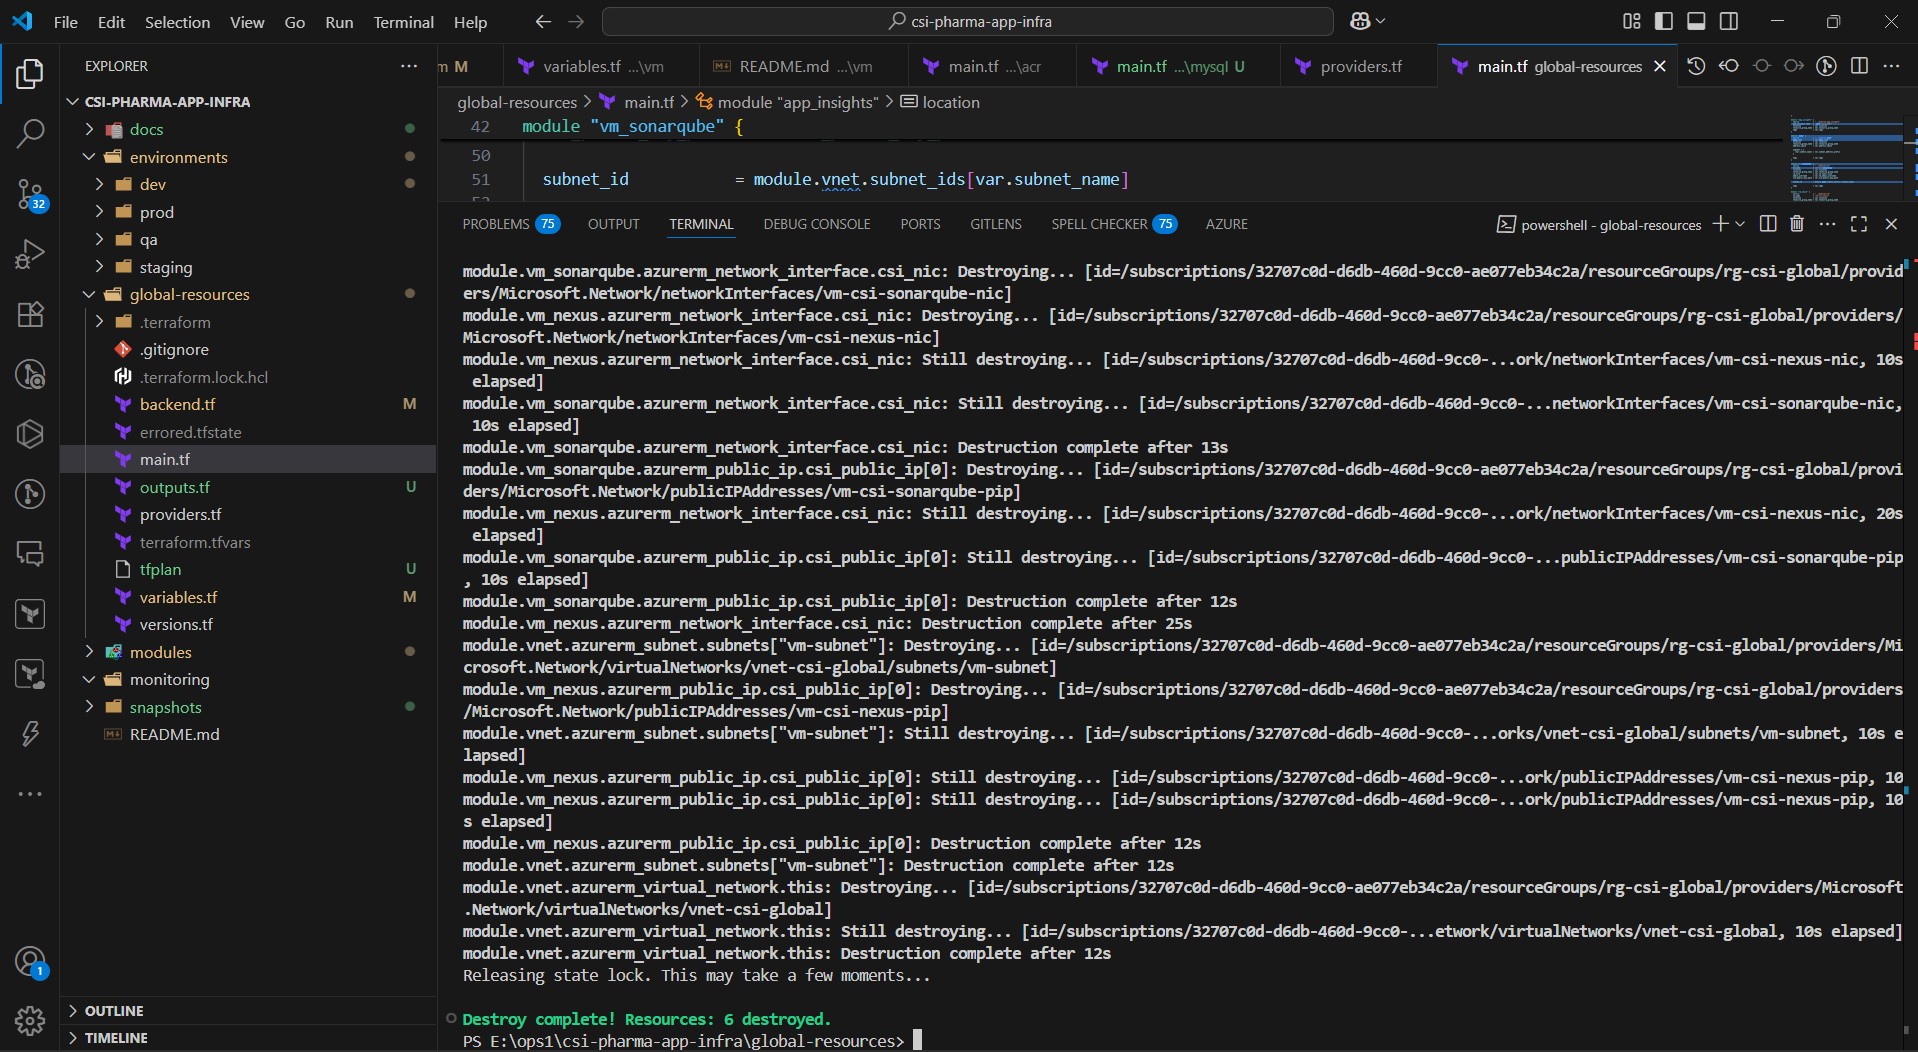 File Edit Selection View Go Run Terminal Help
csi-pharma-app-infra
EXPLORER
CSI-PHARMA-APP-INFRA
docs
environments
dev
prod
qa
staging
global-resources
.terraform
.gitignore
.terraform.lock.hcl
backend.tf M
errored.tfstate
main.tf
outputs.tf U
providers.tf
terraform.tfvars
tfplan U
variables.tf M
versions.tf
modules
monitoring
snapshots
README.md
OUTLINE
TIMELINE
32
1
m M variables.tf ...\vm README.md ...\vm main.tf ...\acr main.tf ...\mysql U providers.tf main.tf global-resources
global-resources > main.tf > module "app_insights" > location
42 module "vm_sonarqube" {
50
51 subnet_id = module.vnet.subnet_ids[var.subnet_name]
PROBLEMS 75 OUTPUT TERMINAL DEBUG CONSOLE PORTS GITLENS SPELL CHECKER 75 AZURE powershell - global-resources
module.vm_sonarqube.azurerm_network_interface.csi_nic: Destroying... [id=/subscriptions/32707c0d-d6db-460d-9cc0-ae077eb34c2a/resourceGroups/rg-csi-global/provid
ers/Microsoft.Network/networkInterfaces/vm-csi-sonarqube-nic]
module.vm_nexus.azurerm_network_interface.csi_nic: Destroying... [id=/subscriptions/32707c0d-d6db-460d-9cc0-ae077eb34c2a/resourceGroups/rg-csi-global/providers/
Microsoft.Network/networkInterfaces/vm-csi-nexus-nic]
module.vm_nexus.azurerm_network_interface.csi_nic: Still destroying... [id=/subscriptions/32707c0d-d6db-460d-9cc0-...ork/networkInterfaces/vm-csi-nexus-nic, 10s
elapsed]
module.vm_sonarqube.azurerm_network_interface.csi_nic: Still destroying... [id=/subscriptions/32707c0d-d6db-460d-9cc0-...networkInterfaces/vm-csi-sonarqube-nic,
10s elapsed]
module.vm_sonarqube.azurerm_network_interface.csi_nic: Destruction complete after 13s
module.vm_sonarqube.azurerm_public_ip.csi_public_ip[0]: Destroying... [id=/subscriptions/32707c0d-d6db-460d-9cc0-ae077eb34c2a/resourceGroups/rg-csi-global/provi
ders/Microsoft.Network/publicIPAddresses/vm-csi-sonarqube-pip]
module.vm_nexus.azurerm_network_interface.csi_nic: Still destroying... [id=/subscriptions/32707c0d-d6db-460d-9cc0-...ork/networkInterfaces/vm-csi-nexus-nic, 20s
elapsed]
module.vm_sonarqube.azurerm_public_ip.csi_public_ip[0]: Still destroying... [id=/subscriptions/32707c0d-d6db-460d-9cc0-...publicIPAddresses/vm-csi-sonarqube-pip
, 10s elapsed]
module.vm_sonarqube.azurerm_public_ip.csi_public_ip[0]: Destruction complete after 12s
module.vm_nexus.azurerm_network_interface.csi_nic: Destruction complete after 25s
module.vnet.azurerm_subnet.subnets["vm-subnet"]: Destroying... [id=/subscriptions/32707c0d-d6db-460d-9cc0-ae077eb34c2a/resourceGroups/rg-csi-global/providers/Mi
crosoft.Network/virtualNetworks/vnet-csi-global/subnets/vm-subnet]
module.vm_nexus.azurerm_public_ip.csi_public_ip[0]: Destroying... [id=/subscriptions/32707c0d-d6db-460d-9cc0-ae077eb34c2a/resourceGroups/rg-csi-global/providers
/Microsoft.Network/publicIPAddresses/vm-csi-nexus-pip]
module.vnet.azurerm_subnet.subnets["vm-subnet"]: Still destroying... [id=/subscriptions/32707c0d-d6db-460d-9cc0-...orks/vnet-csi-global/subnets/vm-subnet, 10s e
lapsed]
module.vm_nexus.azurerm_public_ip.csi_public_ip[0]: Still destroying... [id=/subscriptions/32707c0d-d6db-460d-9cc0-...ork/publicIPAddresses/vm-csi-nexus-pip, 10
module.vm_nexus.azurerm_public_ip.csi_public_ip[0]: Still destroying... [id=/subscriptions/32707c0d-d6db-460d-9cc0-...ork/publicIPAddresses/vm-csi-nexus-pip, 10
s elapsed]
module.vm_nexus.azurerm_public_ip.csi_public_ip[0]: Destruction complete after 12s
module.vnet.azurerm_subnet.subnets["vm-subnet"]: Destruction complete after 12s
module.vnet.azurerm_virtual_network.this: Destroying... [id=/subscriptions/32707c0d-d6db-460d-9cc0-ae077eb34c2a/resourceGroups/rg-csi-global/providers/Microsoft
.Network/virtualNetworks/vnet-csi-global]
module.vnet.azurerm_virtual_network.this: Still destroying... [id=/subscriptions/32707c0d-d6db-460d-9cc0-...etwork/virtualNetworks/vnet-csi-global, 10s elapsed]
module.vnet.azurerm_virtual_network.this: Destruction complete after 12s
Releasing state lock. This may take a few moments...
Destroy complete! Resources: 6 destroyed.
PS E:\ops1\csi-pharma-app-infra\global-resources>